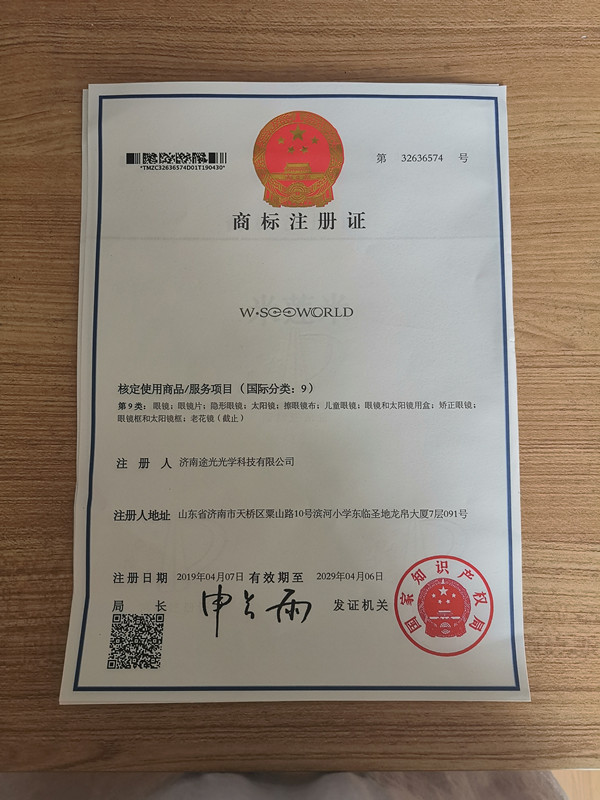 *TMZC32636574D01T190430*
第 32636574 号
商标注册证
W·SEEWORLD
核定使用商品/服务项目（国际分类：9）
第9类：眼镜；眼镜片；隐形眼镜；太阳镜；擦眼镜布；儿童眼镜；眼镜和太阳镜用盒；矫正眼镜；
眼镜框和太阳镜框；老花镜（截止）
注册人 济南途光光学科技有限公司
注册人地址 山东省济南市天桥区粟山路10号滨河小学东临圣地龙帛大厦7层091号
注册日期 2019年04月07日 有效期至 2029年04月06日
局长 申长雨 发证机关
国家知识产权局